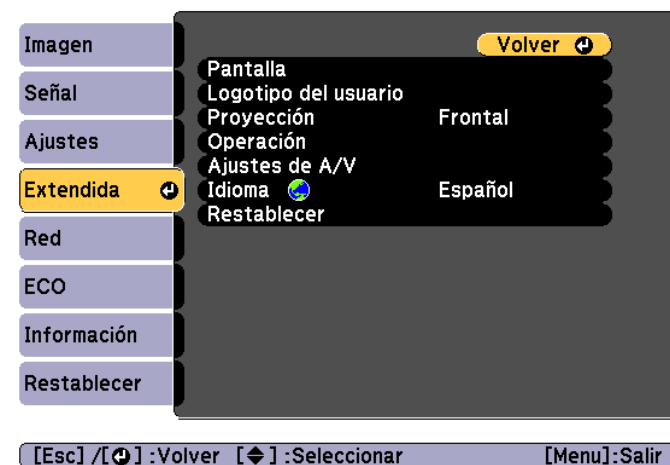 Imagen
Señal
Ajustes
Extendida
Red
ECO
Información
Restablecer
Volver
Pantalla
Logotipo del usuario
Proyección Frontal
Operación
Ajustes de A/V
Idioma Español
Restablecer
[Esc] /[ ] :Volver [ ] :Seleccionar [Menu]:Salir